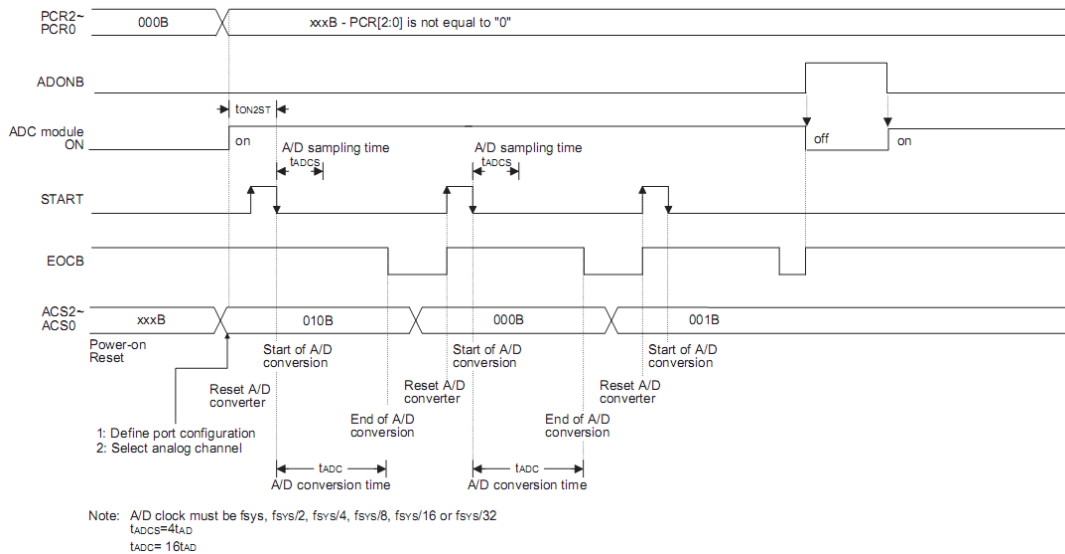 PCR2~
PCR0
000B
xxxB - PCR[2:0] is not equal to "0"
ADONB
tON2ST
ADC module
ON
on
off
on
A/D sampling time
tADCS
A/D sampling time
tADCS
START
EOCB
ACS2~
ACS0
xxxB
010B
000B
001B
Power-on
Reset
Start of A/D
conversion
Start of A/D
conversion
Start of A/D
conversion
Reset A/D
converter
Reset A/D
converter
Reset A/D
converter
End of A/D
conversion
End of A/D
conversion
1: Define port configuration
2: Select analog channel
tADC
A/D conversion time
tADC
A/D conversion time
Note: A/D clock must be fsys, fSYS/2, fSYS/4, fSYS/8, fSYS/16 or fSYS/32
tADCS=4tAD
tADC= 16tAD